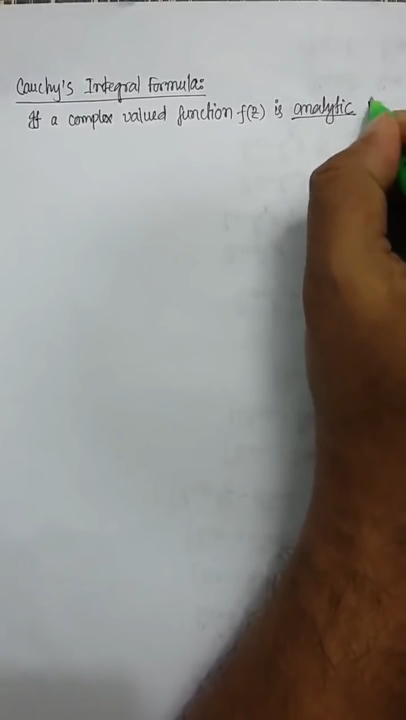 Cauchy's Integral Formula:
If a complex valued function f(z) is analytic